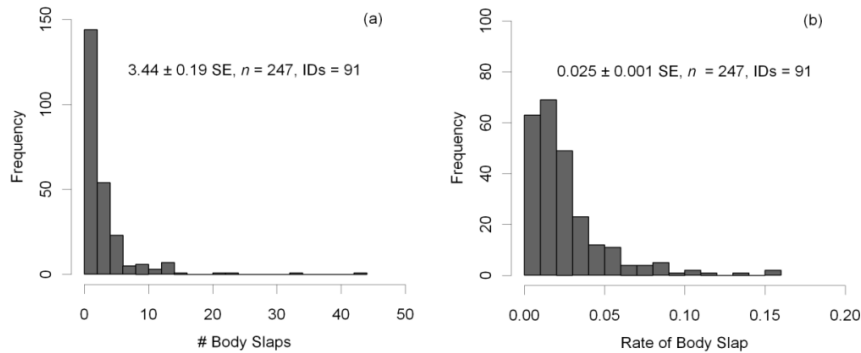 (a)
3.44 ± 0.19 SE, n = 247, IDs = 91
Frequency
150
100
50
0
0 10 20 30 40 50
# Body Slaps
(b)
0.025 ± 0.001 SE, n = 247, IDs = 91
Frequency
100
80
60
40
20
0
0.00 0.05 0.10 0.15 0.20
Rate of Body Slap